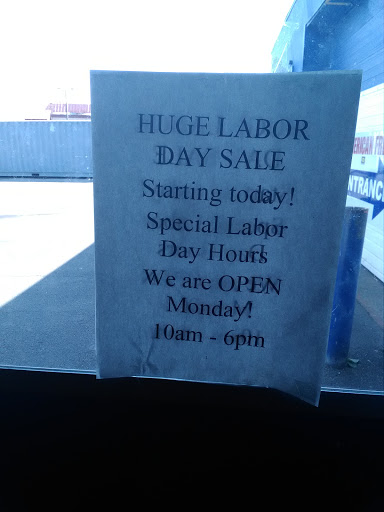 HUGE LABOR
DAY SALE
Starting today!
Special Labor
Day Hours
We are OPEN
Monday!
10am - 6pm